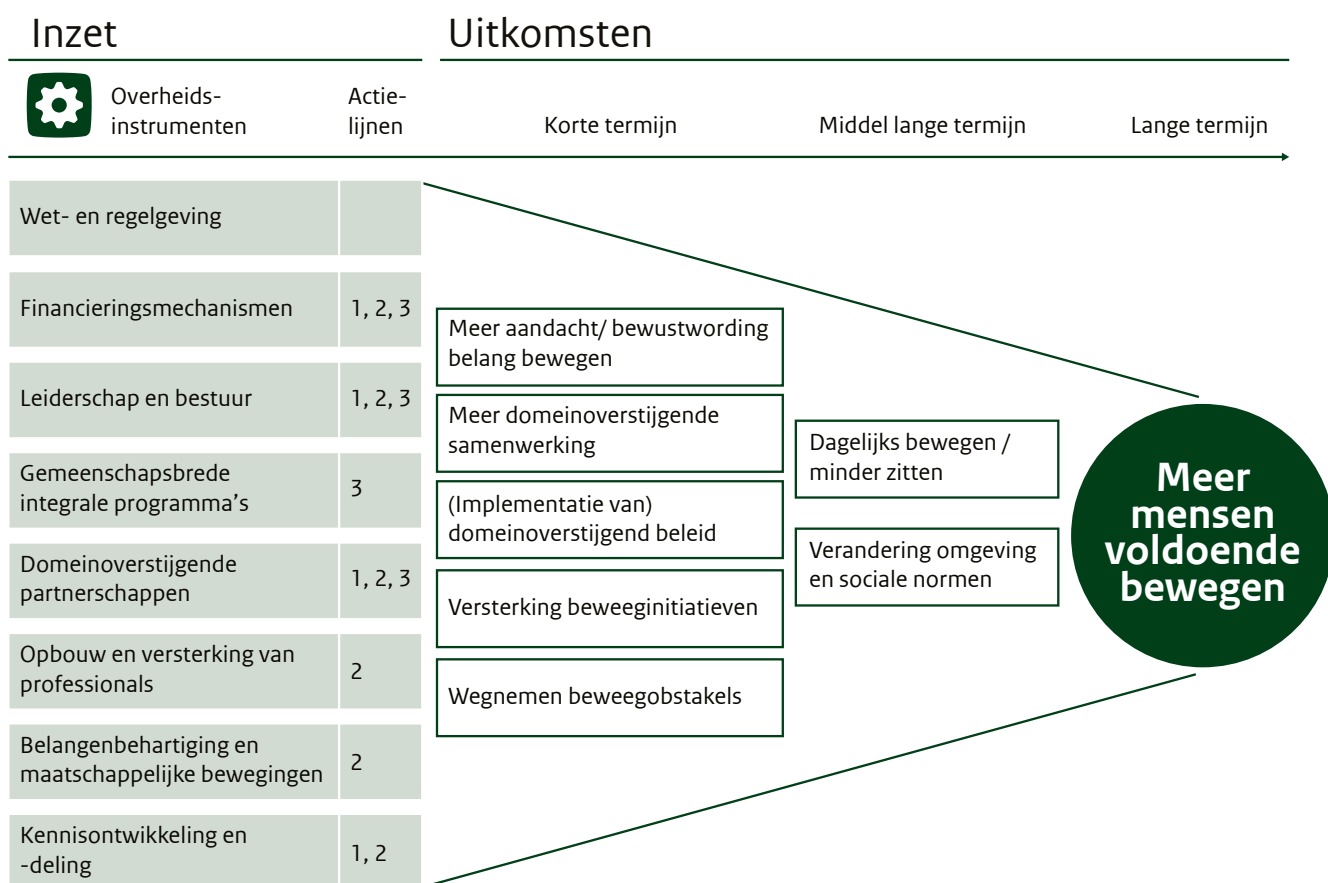 Inzet
Uitkomsten
Overheids-
instrumenten
Actie-
lijnen
Korte termijn
Middel lange termijn
Lange termijn
Wet- en regelgeving
Financieringsmechanismen
1, 2, 3
Leiderschap en bestuur
1, 2, 3
Gemeenschapsbrede
integrale programma’s
3
Domeinoverstijgende
partnerschappen
1, 2, 3
Opbouw en versterking van
professionals
2
Belangenbehartiging en
maatschappelijke bewegingen
2
Kennisontwikkeling en
-deling
1, 2
Meer aandacht/ bewustwording
belang bewegen
Meer domeinoverstijgende
samenwerking
(Implementatie van)
domeinoverstijgend beleid
Versterking beweeginitiatieven
Wegnemen beweegobstakels
Dagelijks bewegen /
minder zitten
Verandering omgeving
en sociale normen
Meer
mensen
voldoende
bewegen